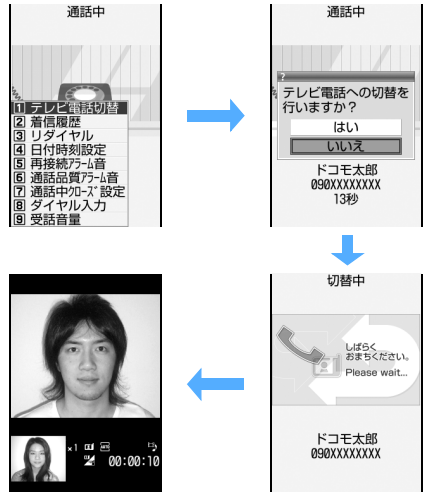 通話中
1 テレビ電話切替
2 着信履歴
3 リダイヤル
4 日付時刻設定
5 再接続アラーム音
6 通話品質アラーム音
7 通話中クローズ設定
8 ダイヤル入力
9 受話音量
通話中
?
テレビ電話への切替を
行いますか?
はい
いいえ
ドコモ太郎
090XXXXXXXX
13秒
切替中
しばらく
おまちください。
Please wait...
ドコモ太郎
090XXXXXXXX
×1 AUTO
00:00:10